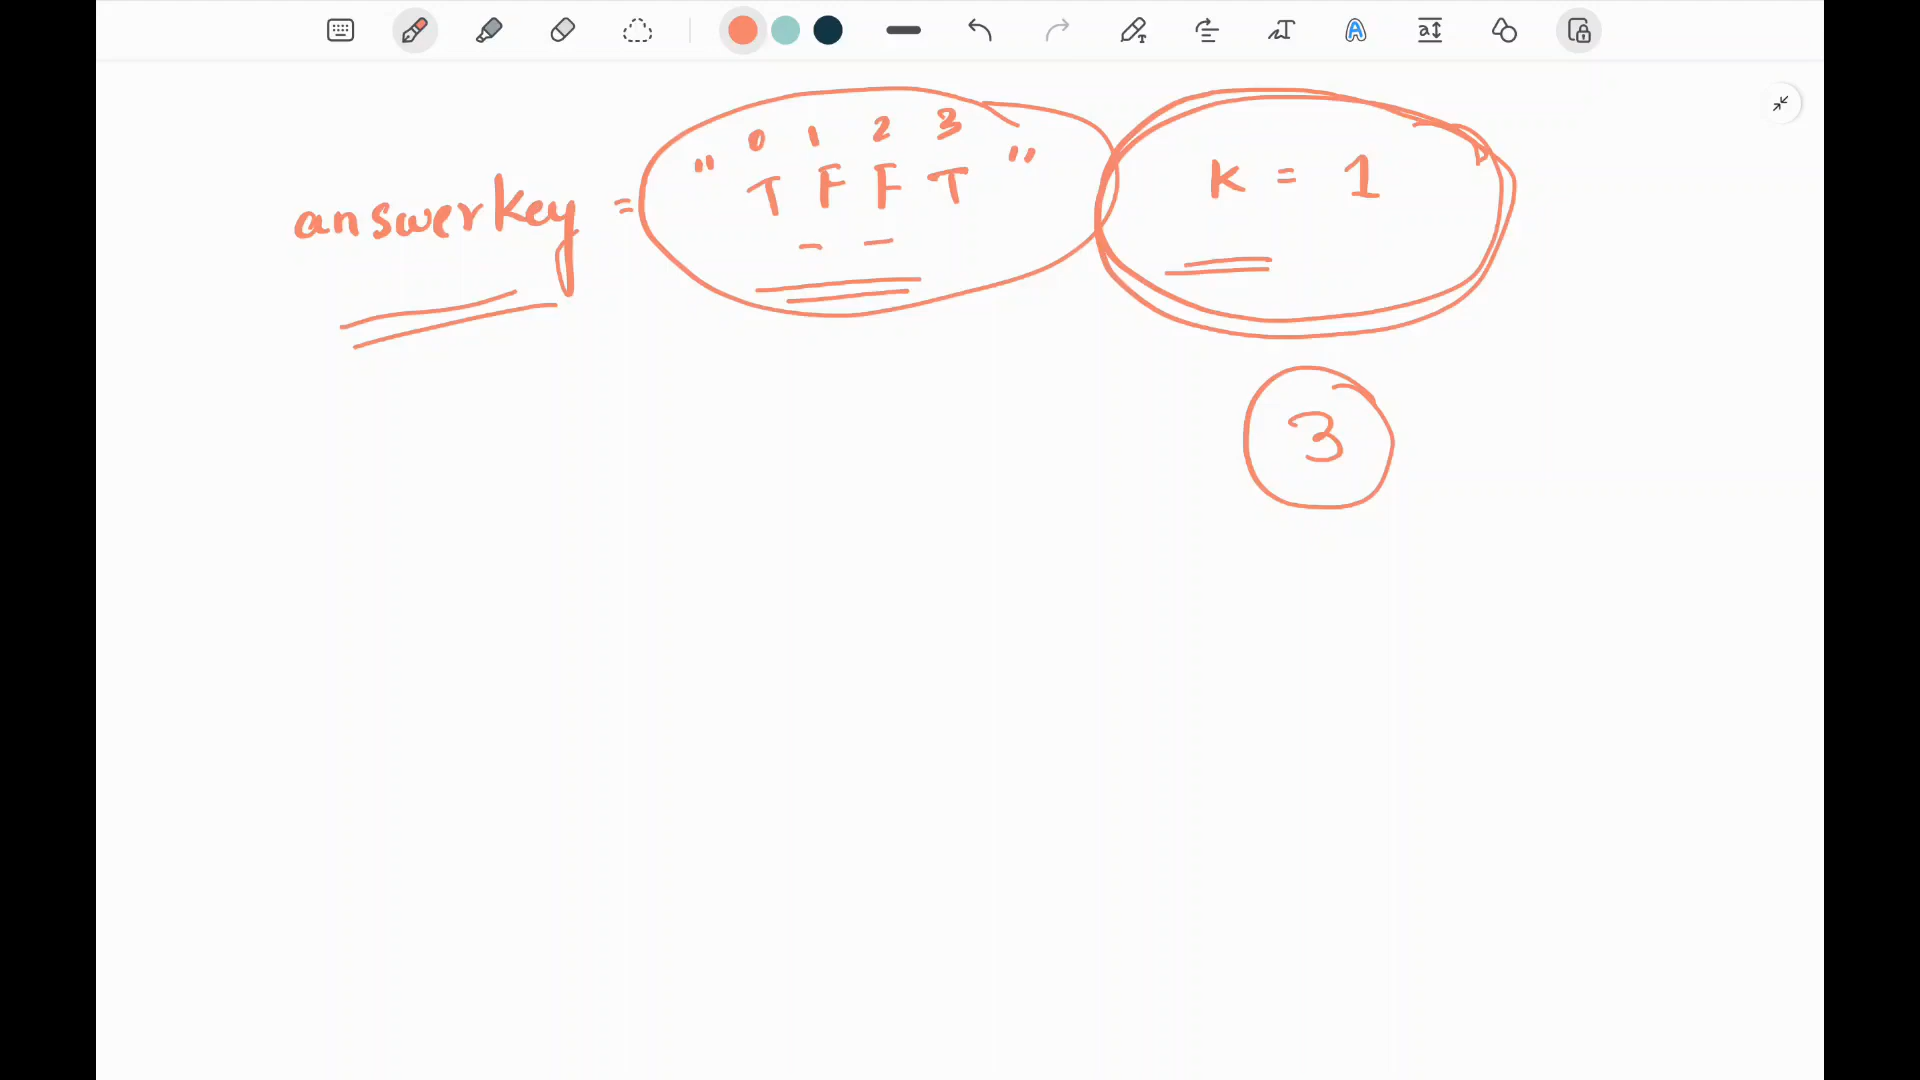 0 1 2 3
answerkey = "T F F T" k = 1
3